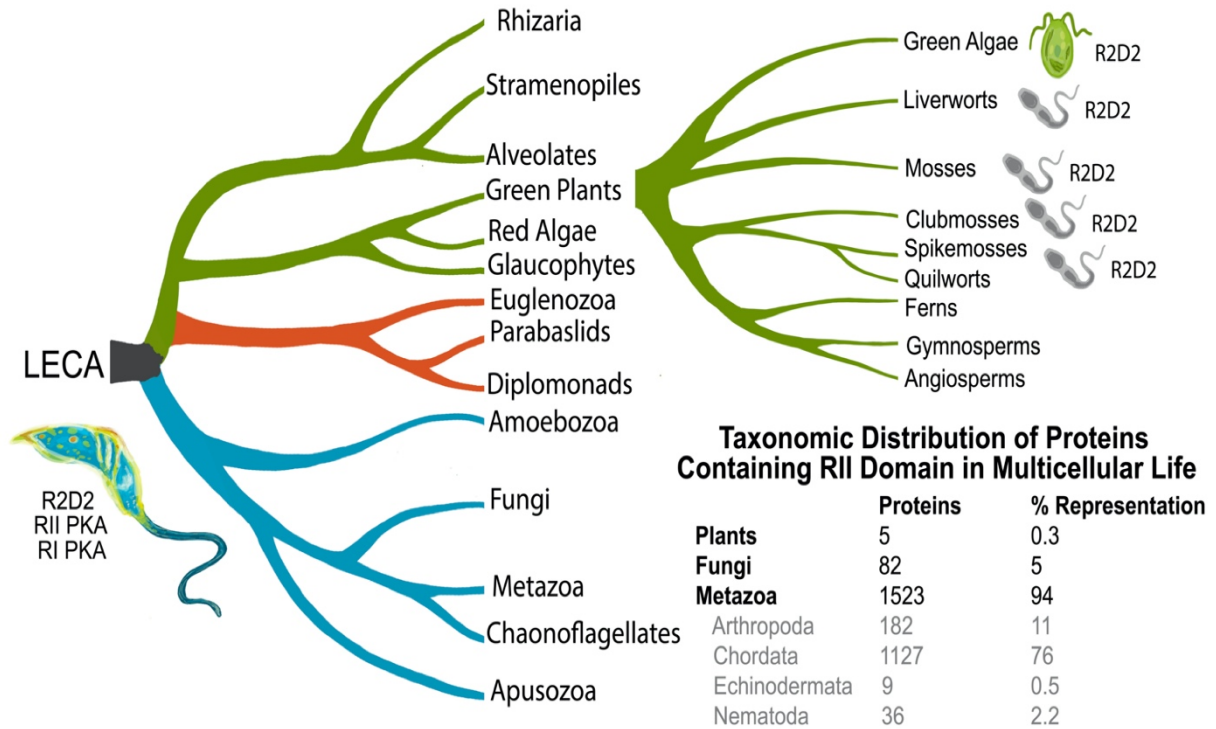 Rhizaria
Stramenopiles
Alveolates
Green Plants
Red Algae
Glaucophytes
Euglenozoa
Parabaslids
Diplomonads
Amoebozoa
Fungi
Metazoa
Chaonoflagellates
Apusozoa
LECA
R2D2
RII PKA
RI PKA
Green Algae R2D2
Liverworts R2D2
Mosses R2D2
Clubmosses R2D2
Spikemosses
Quilworts R2D2
Ferns
Gymnosperms
Angiosperms
Taxonomic Distribution of Proteins
Containing RII Domain in Multicellular Life
Proteins % Representation
Plants 5 0.3
Fungi 82 5
Metazoa 1523 94
Arthropoda 182 11
Chordata 1127 76
Echinodermata 9 0.5
Nematoda 36 2.2